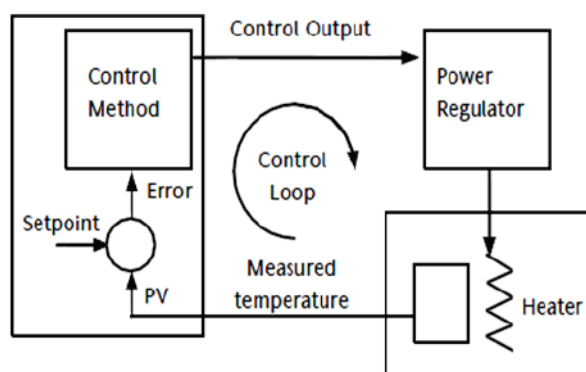 Control Output
Control
Method
Power
Regulator
Control
Loop
Error
Setpoint
PV
Measured
temperature
Heater